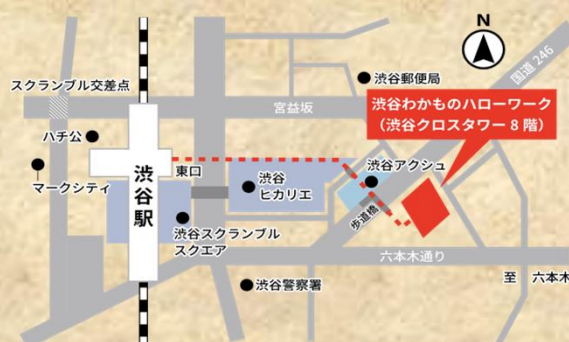 N
国道 246
スクランブル交差点
渋谷郵便局
宮益坂
渋谷わかものハローワーク
（渋谷クロスタワー 8 階）
ハチ公
渋谷アクシュ
東口
マークシティ
渋谷駅
渋谷
ヒカリエ
歩道橋
渋谷スクランブル
スクエア
六本木通り
至 六本木
渋谷警察署